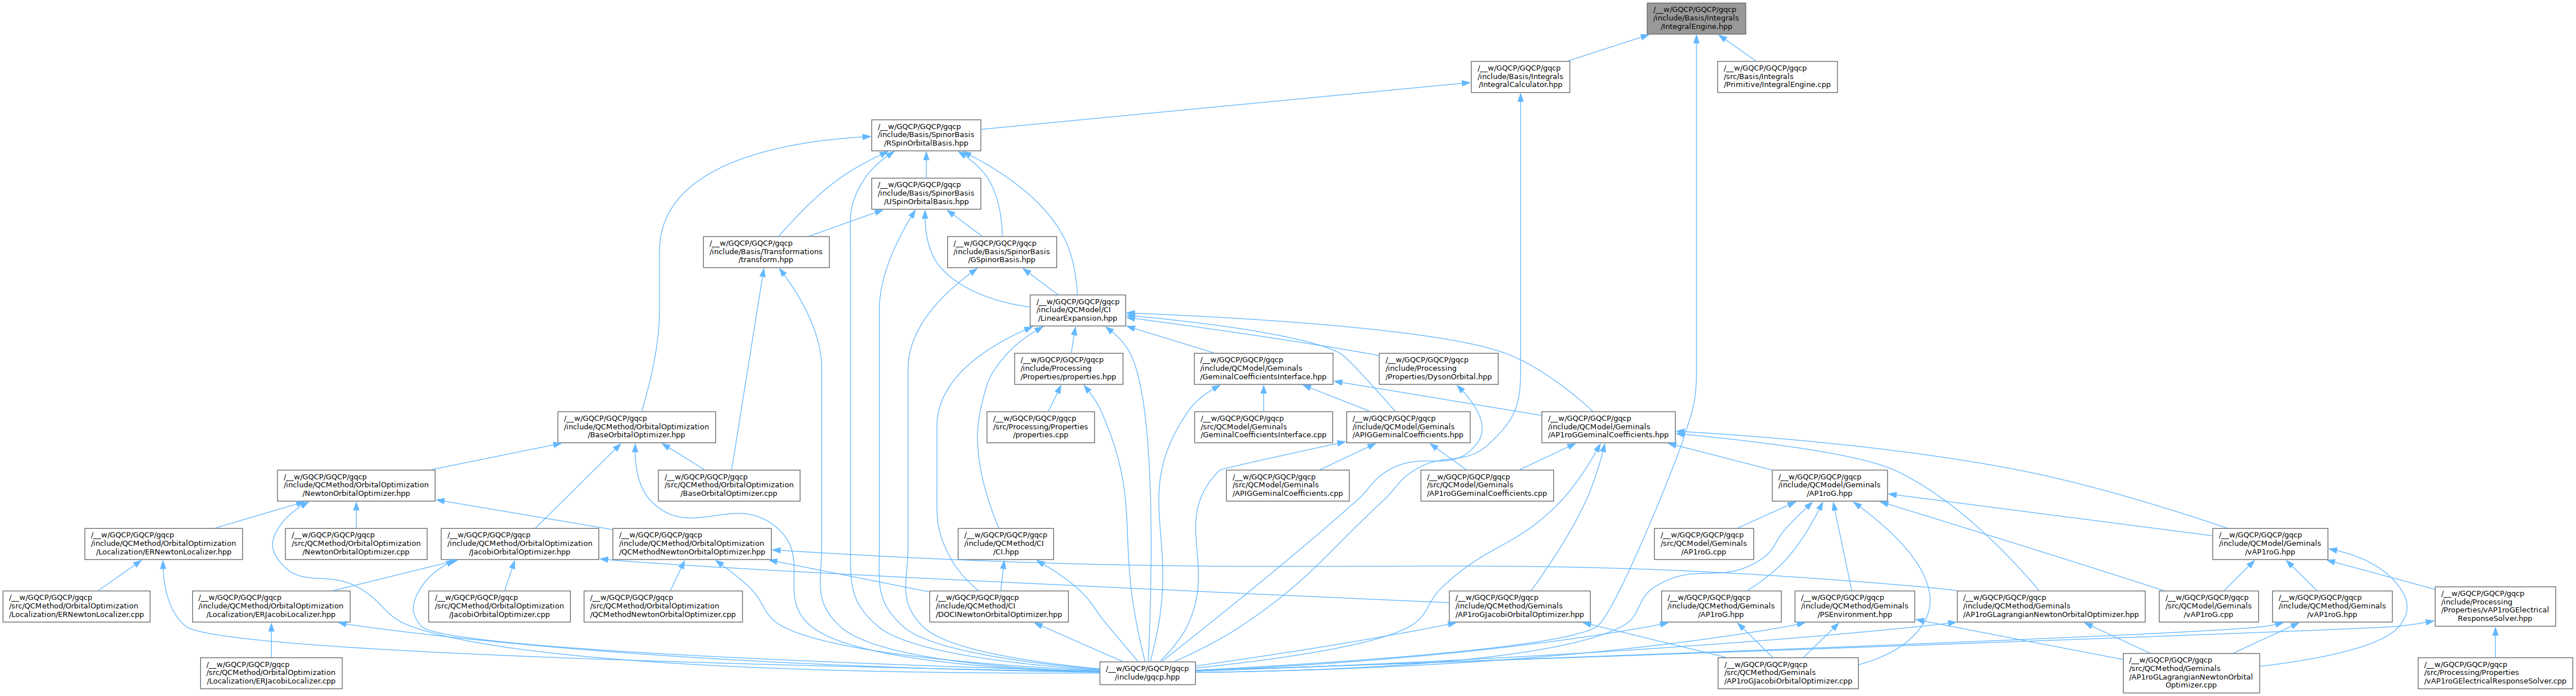 /__w/GQCP/GQCP/gqcp
/include/Basis/Integrals
/IntegralEngine.hpp
/__w/GQCP/GQCP/gqcp
/include/Basis/Integrals
/IntegralCalculator.hpp
/__w/GQCP/GQCP/gqcp
/src/Basis/Integrals
/Primitive/IntegralEngine.cpp
/__w/GQCP/GQCP/gqcp
/include/Basis/SpinorBasis
/RSpinOrbitalBasis.hpp
/__w/GQCP/GQCP/gqcp
/include/Basis/SpinorBasis
/USpinOrbitalBasis.hpp
/__w/GQCP/GQCP/gqcp
/include/Basis/Transformations
/transform.hpp
/__w/GQCP/GQCP/gqcp
/include/Basis/SpinorBasis
/GSpinorBasis.hpp
/__w/GQCP/GQCP/gqcp
/include/QCModel/CI
/LinearExpansion.hpp
/__w/GQCP/GQCP/gqcp
/include/Processing
/Properties/properties.hpp
/__w/GQCP/GQCP/gqcp
/include/QCModel/Geminals
/GeminalCoefficientsInterface.hpp
/__w/GQCP/GQCP/gqcp
/include/Processing
/Properties/DysonOrbital.hpp
/__w/GQCP/GQCP/gqcp
/include/QCMethod/OrbitalOptimization
/BaseOrbitalOptimizer.hpp
/__w/GQCP/GQCP/gqcp
/src/Processing/Properties
/properties.cpp
/__w/GQCP/GQCP/gqcp
/src/QCModel/Geminals
/GeminalCoefficientsInterface.cpp
/__w/GQCP/GQCP/gqcp
/include/QCModel/Geminals
/APIGGeminalCoefficients.hpp
/__w/GQCP/GQCP/gqcp
/include/QCModel/Geminals
/AP1roGGeminalCoefficients.hpp
/__w/GQCP/GQCP/gqcp
/include/QCMethod/OrbitalOptimization
/NewtonOrbitalOptimizer.hpp
/__w/GQCP/GQCP/gqcp
/src/QCMethod/OrbitalOptimization
/BaseOrbitalOptimizer.cpp
/__w/GQCP/GQCP/gqcp
/src/QCModel/Geminals
/APIGGeminalCoefficients.cpp
/__w/GQCP/GQCP/gqcp
/src/QCModel/Geminals
/AP1roGGeminalCoefficients.cpp
/__w/GQCP/GQCP/gqcp
/include/QCModel/Geminals
/AP1roG.hpp
/__w/GQCP/GQCP/gqcp
/include/QCMethod/OrbitalOptimization
/Localization/ERNewtonLocalizer.hpp
/__w/GQCP/GQCP/gqcp
/src/QCMethod/OrbitalOptimization
/NewtonOrbitalOptimizer.cpp
/__w/GQCP/GQCP/gqcp
/include/QCMethod/OrbitalOptimization
/JacobiOrbitalOptimizer.hpp
/__w/GQCP/GQCP/gqcp
/include/QCMethod/OrbitalOptimization
/QCMethodNewtonOrbitalOptimizer.hpp
/__w/GQCP/GQCP/gqcp
/include/QCMethod/CI
/CI.hpp
/__w/GQCP/GQCP/gqcp
/src/QCModel/Geminals
/AP1roG.cpp
/__w/GQCP/GQCP/gqcp
/include/QCModel/Geminals
/vAP1roG.hpp
/__w/GQCP/GQCP/gqcp
/src/QCMethod/OrbitalOptimization
/Localization/ERNewtonLocalizer.cpp
/__w/GQCP/GQCP/gqcp
/include/QCMethod/OrbitalOptimization
/Localization/ERJacobiLocalizer.hpp
/__w/GQCP/GQCP/gqcp
/src/QCMethod/OrbitalOptimization
/JacobiOrbitalOptimizer.cpp
/__w/GQCP/GQCP/gqcp
/src/QCMethod/OrbitalOptimization
/QCMethodNewtonOrbitalOptimizer.cpp
/__w/GQCP/GQCP/gqcp
/include/QCMethod/CI
/DOCINewtonOrbitalOptimizer.hpp
/__w/GQCP/GQCP/gqcp
/include/QCMethod/Geminals
/AP1roGJacobiOrbitalOptimizer.hpp
/__w/GQCP/GQCP/gqcp
/include/QCMethod/Geminals
/AP1roG.hpp
/__w/GQCP/GQCP/gqcp
/include/QCMethod/Geminals
/PSEnvironment.hpp
/__w/GQCP/GQCP/gqcp
/include/QCMethod/Geminals
/AP1roGLagrangianNewtonOrbitalOptimizer.hpp
/__w/GQCP/GQCP/gqcp
/src/QCModel/Geminals
/vAP1roG.cpp
/__w/GQCP/GQCP/gqcp
/include/QCMethod/Geminals
/vAP1roG.hpp
/__w/GQCP/GQCP/gqcp
/include/Processing
/Properties/vAP1roGElectrical
ResponseSolver.hpp
/__w/GQCP/GQCP/gqcp
/src/QCMethod/OrbitalOptimization
/Localization/ERJacobiLocalizer.cpp
/__w/GQCP/GQCP/gqcp
/include/gqcp.hpp
/__w/GQCP/GQCP/gqcp
/src/QCMethod/Geminals
/AP1roGJacobiOrbitalOptimizer.cpp
/__w/GQCP/GQCP/gqcp
/src/QCMethod/Geminals
/AP1roGLagrangianNewtonOrbital
Optimizer.cpp
/__w/GQCP/GQCP/gqcp
/src/Processing/Properties
/vAP1roGElectricalResponseSolver.cpp